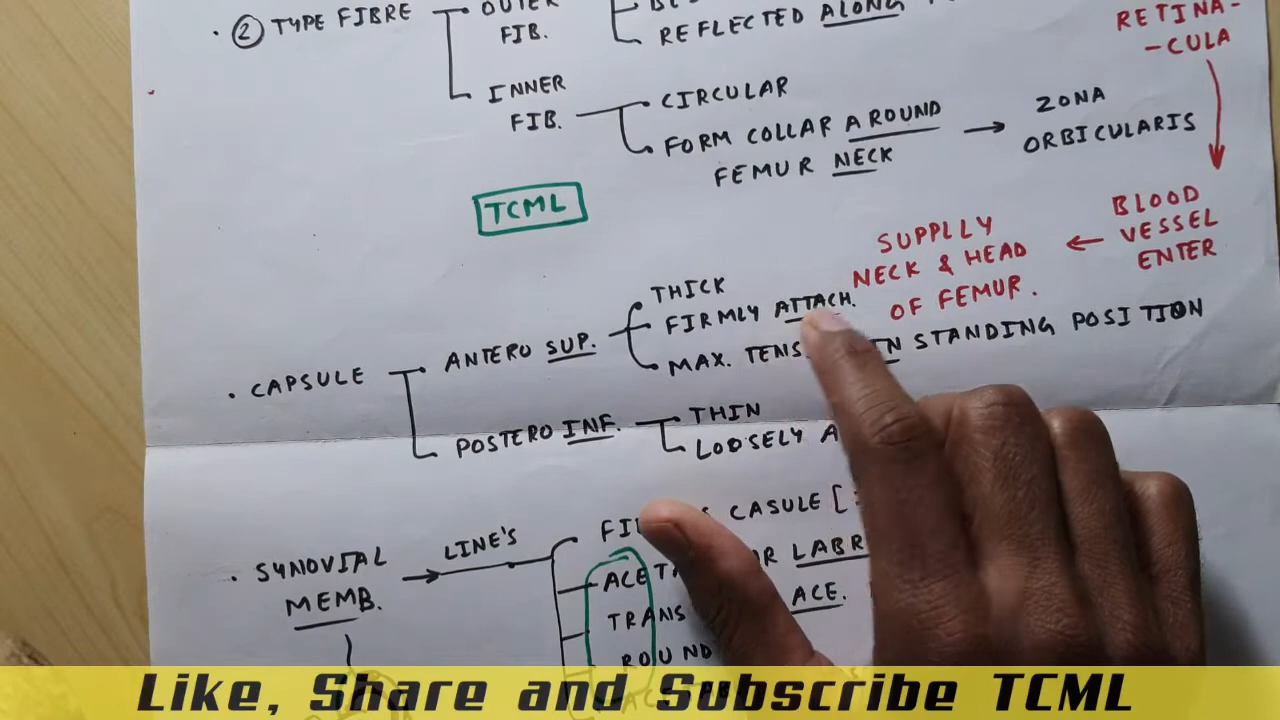 ② TYPE FIBRE
OUTER
FIB.
REFLECTED ALONG
RETINA-
-CULA
INNER
FIB.
CIRCULAR
FORM COLLAR AROUND
FEMUR NECK
ZONA
ORBICULARIS
TCML
BLOOD
VESSEL
ENTER
SUPPLLY
NECK & HEAD
OF FEMUR.
CAPSULE
ANTERO SUP.
THICK
FIRMLY ATTACH.
MAX. TENS IN STANDING POSITION
POSTERO INF.
THIN
LOOSELY A
SYNOVIAL
MEMB.
LINE'S
CASULE [
ACE LABR
TRANS ACE.
ROUND
Like, Share and Subscribe TCML